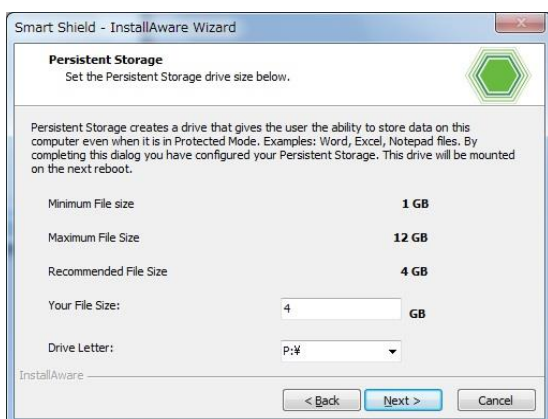 Smart Shield - InstallAware Wizard
Persistent Storage
Set the Persistent Storage drive size below.
Persistent Storage creates a drive that gives the user the ability to store data on this
computer even when it is in Protected Mode. Examples: Word, Excel, Notepad files. By
completing this dialog you have configured your Persistent Storage. This drive will be mounted
on the next reboot.
Minimum File size 1 GB
Maximum File Size 12 GB
Recommended File Size 4 GB
Your File Size: 4 GB
Drive Letter: P:¥
InstallAware
< Back Next > Cancel